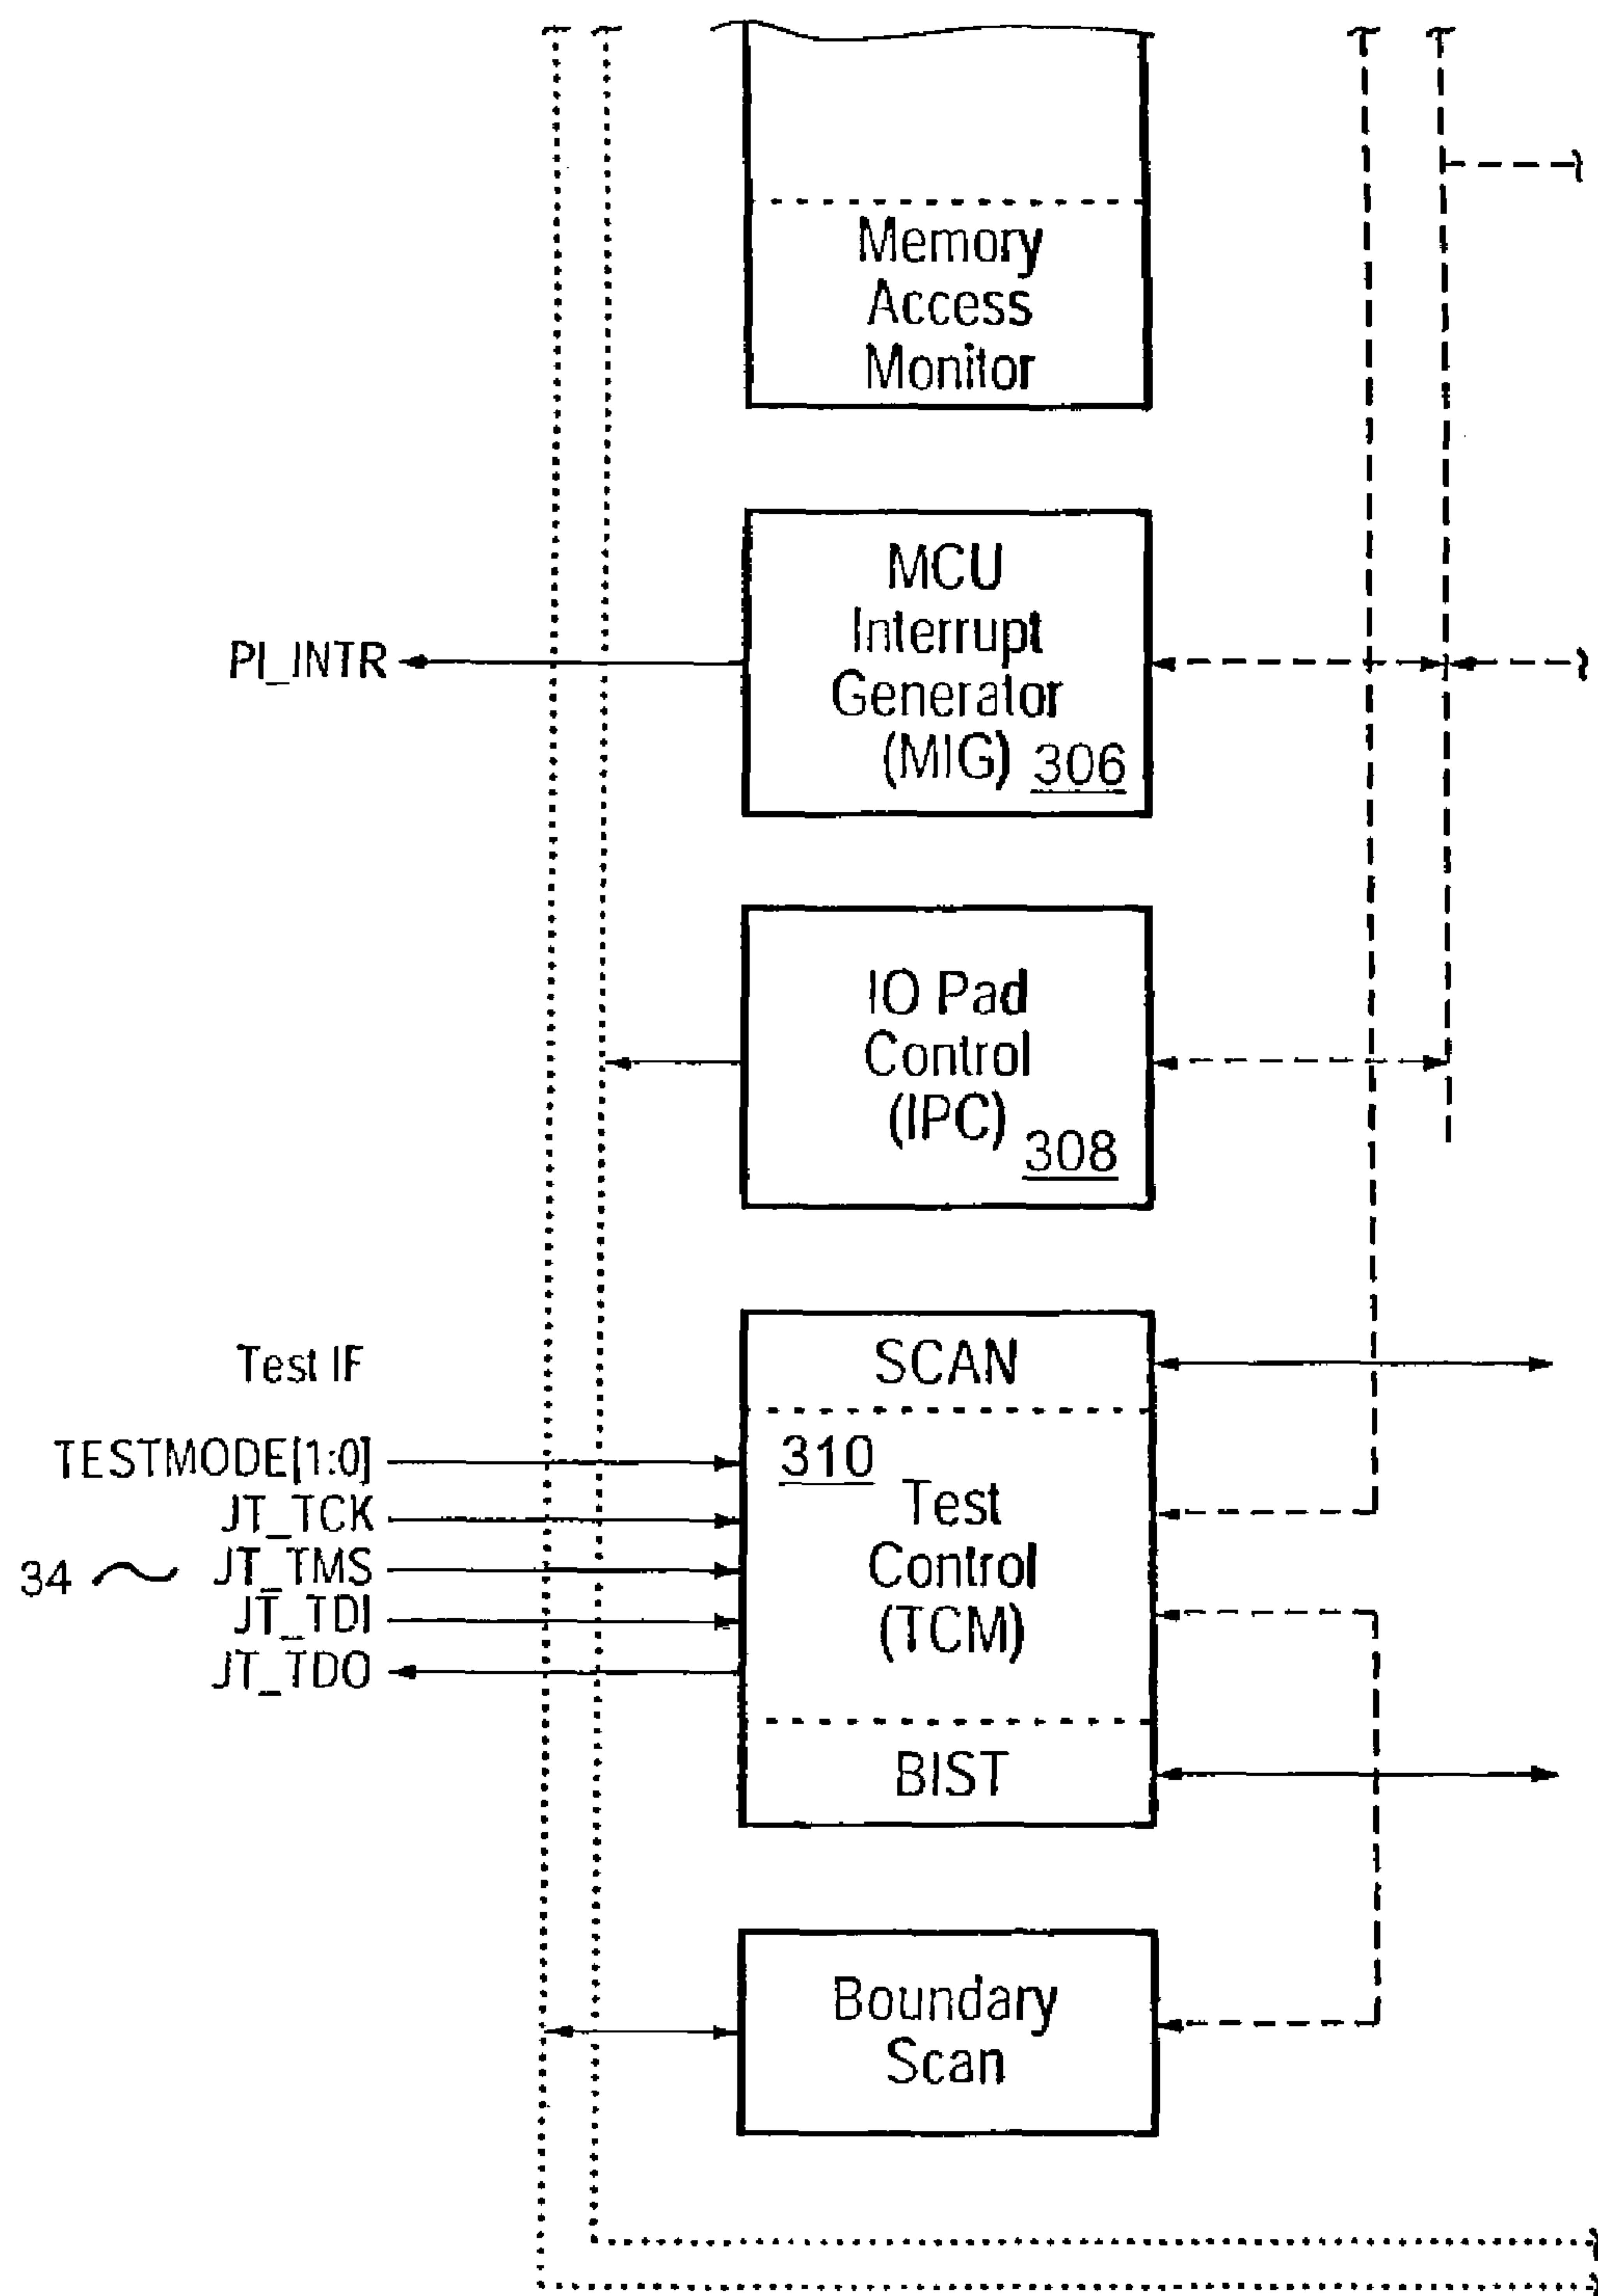 Memory
Access
Monitor
MCU
Interrupt
Generator
(MIG) 306
PI_INTR
IO Pad
Control
(IPC)
308
Test IF
TESTMODE[1:0]
JT_TCK
34 JT_TMS
JT_TDI
JT_TDO
SCAN
310
Test
Control
(TCM)
BIST
Boundary
Scan